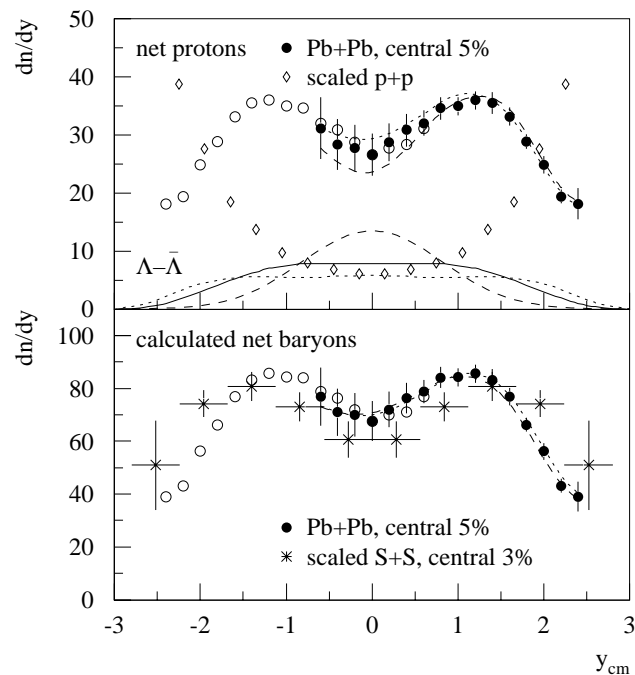 dn/dy
50
net protons
Pb+Pb, central 5%
scaled p+p
40
30
20
10
Λ−Λ̄
0
dn/dy
100
calculated net baryons
80
60
40
Pb+Pb, central 5%
20
scaled S+S, central 3%
0
-3 -2 -1 0 1 2 3
y_cm